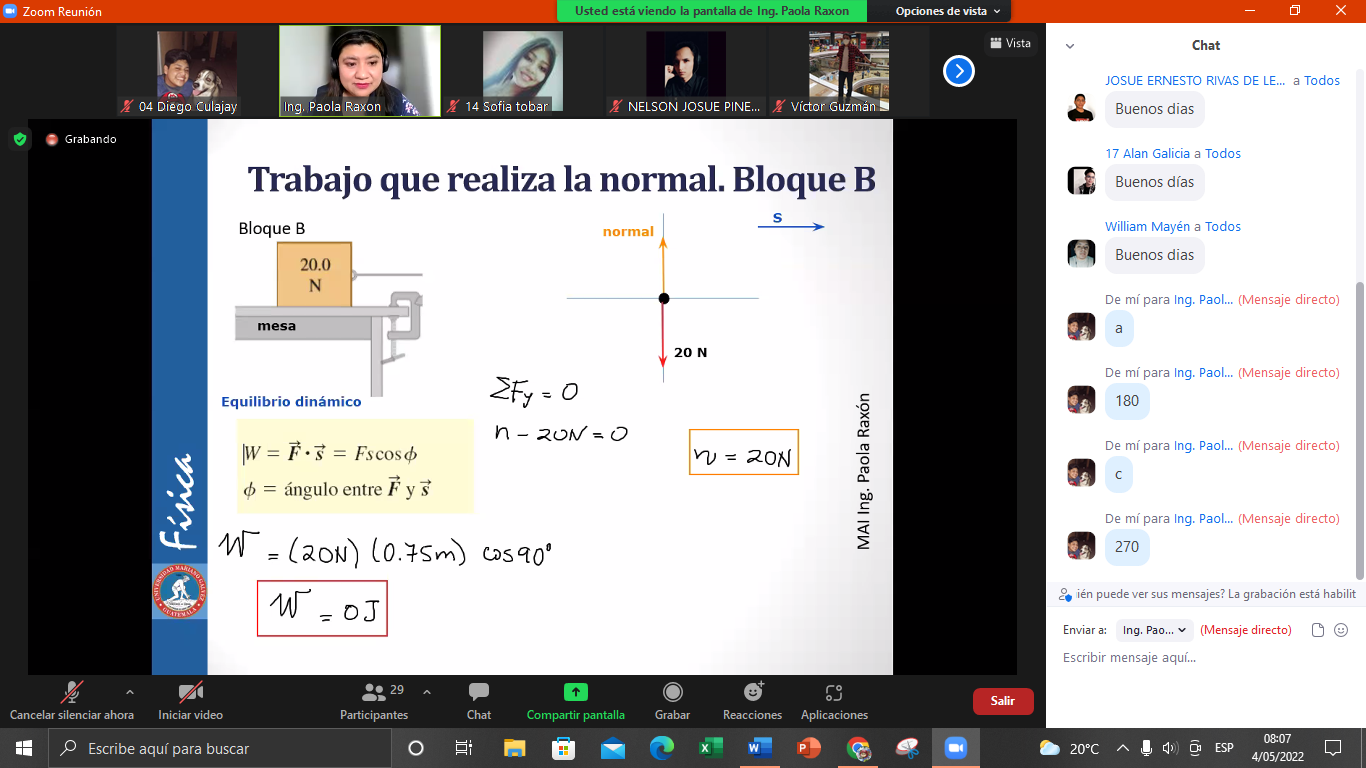 Zoom Reunión
Usted está viendo la pantalla de Ing. Paola Raxon
Opciones de vista
04 Diego Culajay
Ing. Paola Raxon
14 Sofia tobar
NELSON JOSUE PINE...
Víctor Guzmán
Vista
Grabando
Trabajo que realiza la normal. Bloque B
Bloque B
20.0
N
mesa
normal
S
20 N
Equilibrio dinámico
ΣFy = 0
n - 20N = 0
n = 20N
W = F⃗ · s⃗ = Fs cos ϕ
ϕ = ángulo entre F⃗ y s⃗
W = (20N) (0.75m) cos 90°
W = 0J
Física
UNIVERSIDAD MARIANO GALVEZ
GUATEMALA
MAI Ing. Paola Raxón
Chat
JOSUE ERNESTO RIVAS DE LE... a Todos
Buenos dias
17 Alan Galicia a Todos
Buenos días
William Mayén a Todos
Buenos dias
De mí para Ing. Paol... (Mensaje directo)
a
De mí para Ing. Paol... (Mensaje directo)
180
De mí para Ing. Paol... (Mensaje directo)
c
De mí para Ing. Paol... (Mensaje directo)
270
ién puede ver sus mensajes? La grabación está habilit
Enviar a: Ing. Pao... (Mensaje directo)
Escribir mensaje aquí...
Cancelar silenciar ahora
Iniciar video
Participantes
29
Chat
Compartir pantalla
Grabar
Reacciones
Aplicaciones
Salir
Escribe aquí para buscar
20°C
ESP
08:07
4/05/2022